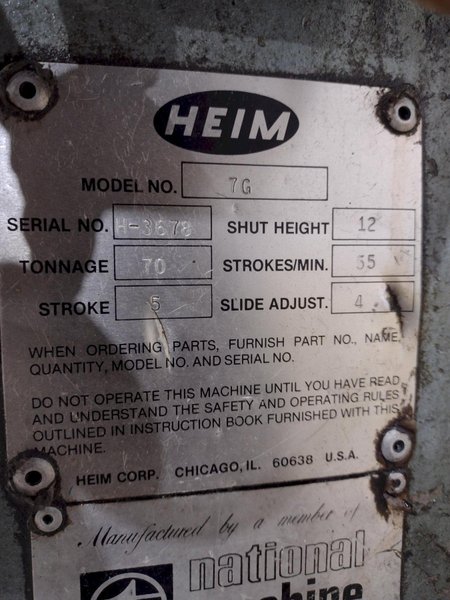 HEIM
MODEL NO. 7G
SERIAL NO. H-3678 SHUT HEIGHT 12
TONNAGE 70 STROKES/MIN. 55
STROKE 5 SLIDE ADJUST. 4
WHEN ORDERING PARTS, FURNISH PART NO., NAME,
QUANTITY, MODEL NO. AND SERIAL NO.
DO NOT OPERATE THIS MACHINE UNTIL YOU HAVE READ
AND UNDERSTAND THE SAFETY AND OPERATING RULES
OUTLINED IN INSTRUCTION BOOK FURNISHED WITH THIS
MACHINE.
HEIM CORP. CHICAGO, IL. 60638 U.S.A.
Manufactured by a member of
national
machine